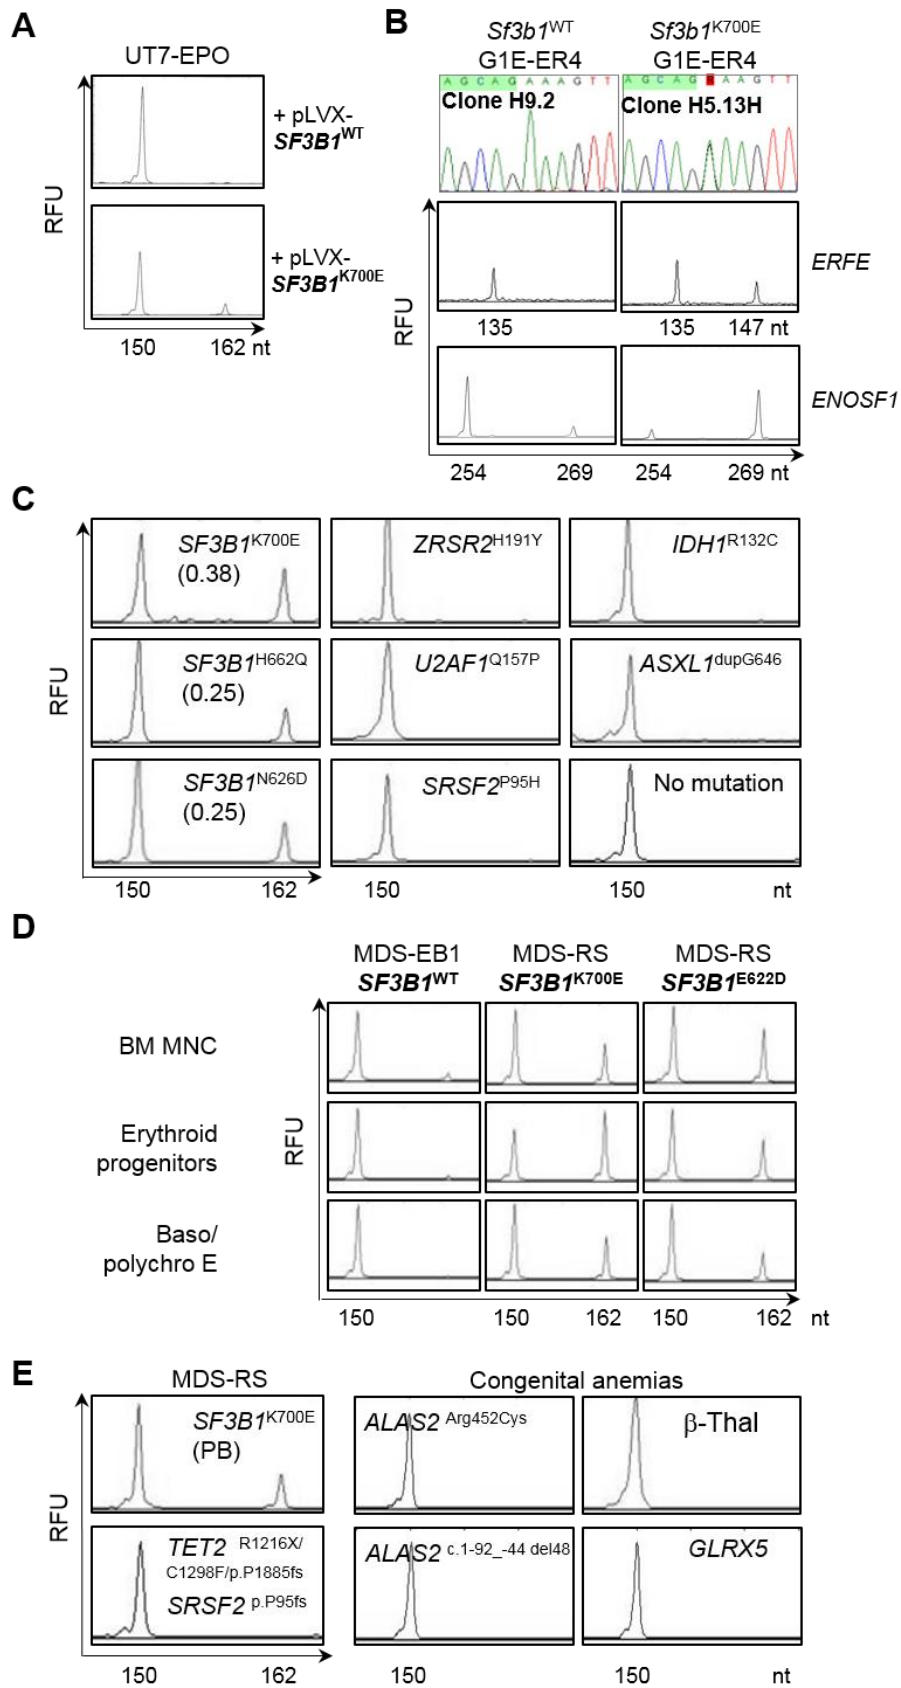 A
UT7-EPO
RFU
+ pLVX-
SF3B1WT
+ pLVX-
SF3B1K700E
150 162 nt
B
Sf3b1WT Sf3b1K700E
G1E-ER4 G1E-ER4
A G C A G A A A G T T A G C A G A A G T T
Clone H9.2 Clone H5.13H
RFU
ERFE
135 135 147 nt
ENOSF1
254 269 254 269 nt
C
RFU
SF3B1K700E ZRSR2H191Y IDH1R132C
(0.38)
SF3B1H662Q U2AF1Q157P ASXL1dupG646
(0.25)
SF3B1N626D SRSF2P95H No mutation
(0.25)
150 162 150 150 nt
D
MDS-EB1 MDS-RS MDS-RS
SF3B1WT SF3B1K700E SF3B1E622D
BM MNC
Erythroid
progenitors
RFU
Baso/
polychro E
150 150 162 150 162 nt
E
MDS-RS Congenital anemias
RFU
SF3B1K700E ALAS2 Arg452Cys β-Thal
(PB)
TET2 R1216X/ ALAS2 c.1-92_-44 del48 GLRX5
C1298F/p.P1885fs
SRSF2 p.P95fs
150 162 150 150 nt